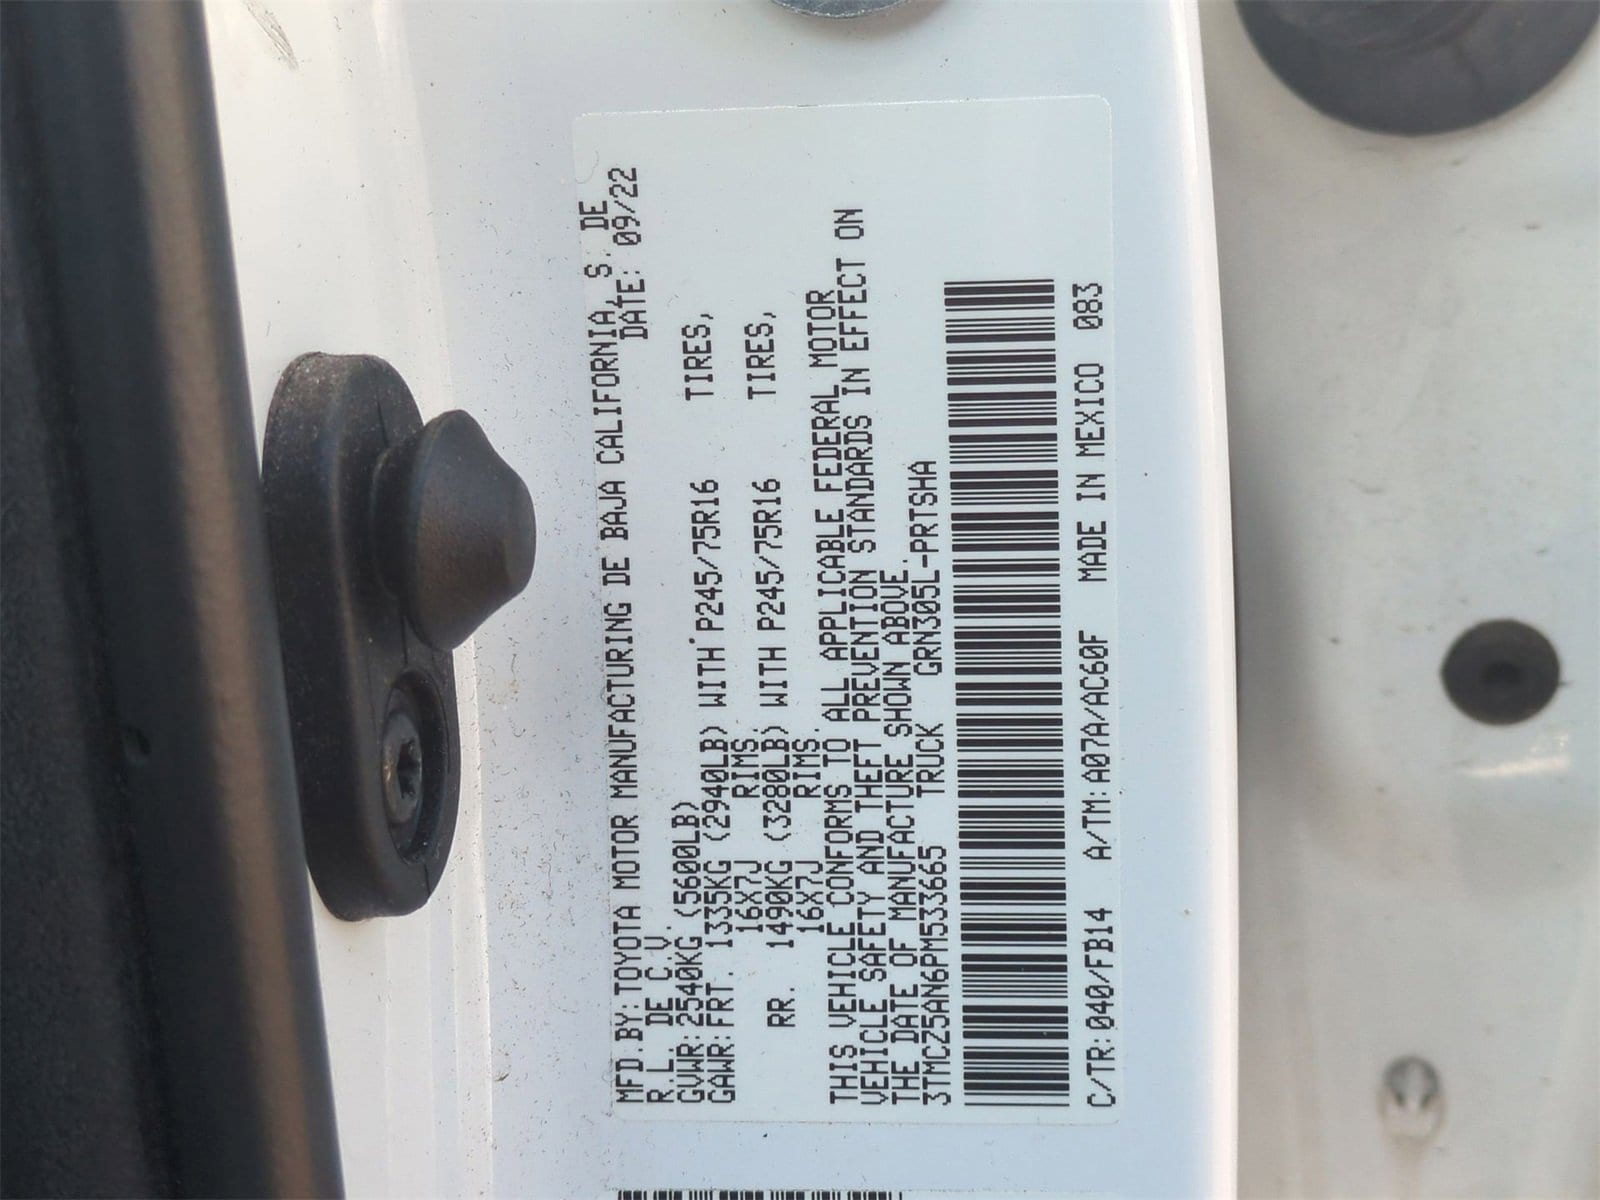 MFD.BY:TOYOTA MOTOR MANUFACTURING DE BAJA CALIFORNIA, S. DE
R.L. DE C.V. DATE: 09/22
GVWR:2540KG (5600LB)
GAWR:FRT. 1335KG (2940LB) WITH P245/75R16 TIRES,
16X7J RIMS.
RR. 1490KG (3280LB) WITH P245/75R16 TIRES,
16X7J RIMS.
THIS VEHICLE CONFORMS TO ALL APPLICABLE FEDERAL MOTOR
VEHICLE SAFETY AND THEFT PREVENTION STANDARDS IN EFFECT ON
THE DATE OF MANUFACTURE SHOWN ABOVE.
3TMCZ5AN6PM533665 TRUCK GRN305L-PRTSHA
C/TR:040/FB14 A/TM:A07A/AC60F MADE IN MEXICO 083